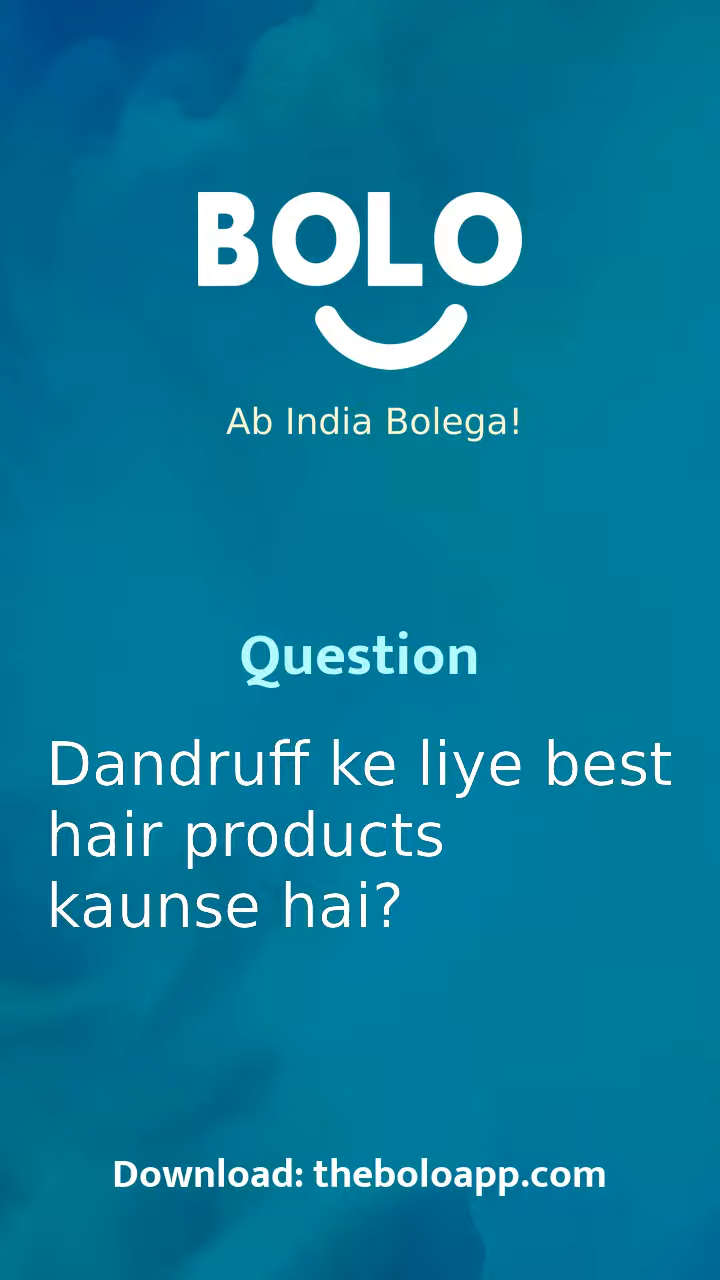 BOLO
Ab India Bolega!
Question
Dandruff ke liye best
hair products
kaunse hai?
Download: theboloapp.com